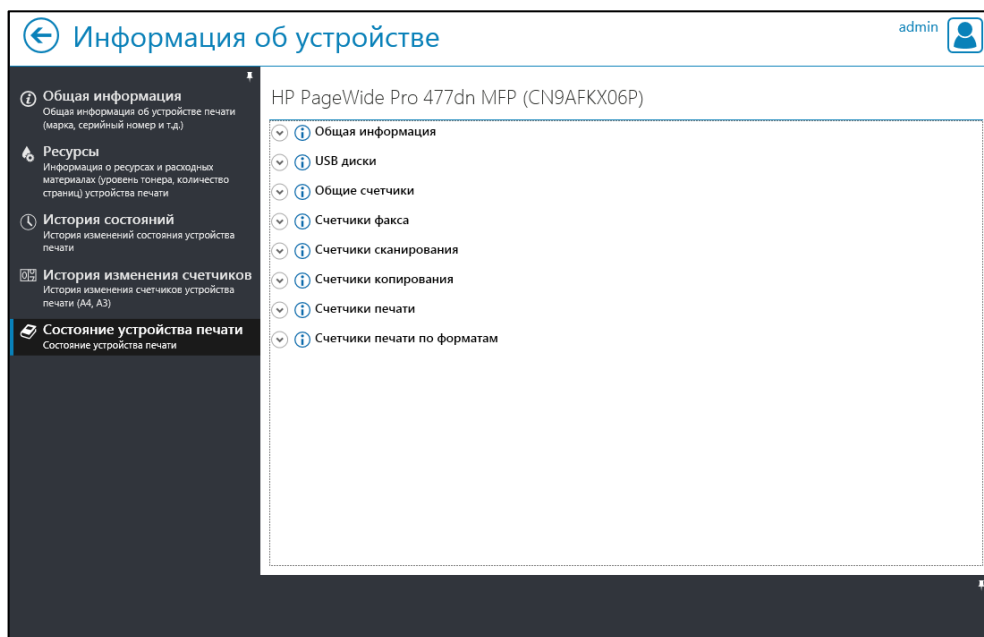 Информация об устройстве
admin
Общая информация
Общая информация об устройстве печати
(марка, серийный номер и т.д.)
Ресурсы
Информация о ресурсах и расходных
материалах (уровень тонера, количество
страниц) устройства печати
История состояний
История изменений состояния устройства
печати
История изменения счетчиков
История изменения счетчиков устройства
печати (A4, A3)
Состояние устройства печати
Состояние устройства печати
HP PageWide Pro 477dn MFP (CN9AFKX06P)
Общая информация
USB диски
Общие счетчики
Счетчики факса
Счетчики сканирования
Счетчики копирования
Счетчики печати
Счетчики печати по форматам